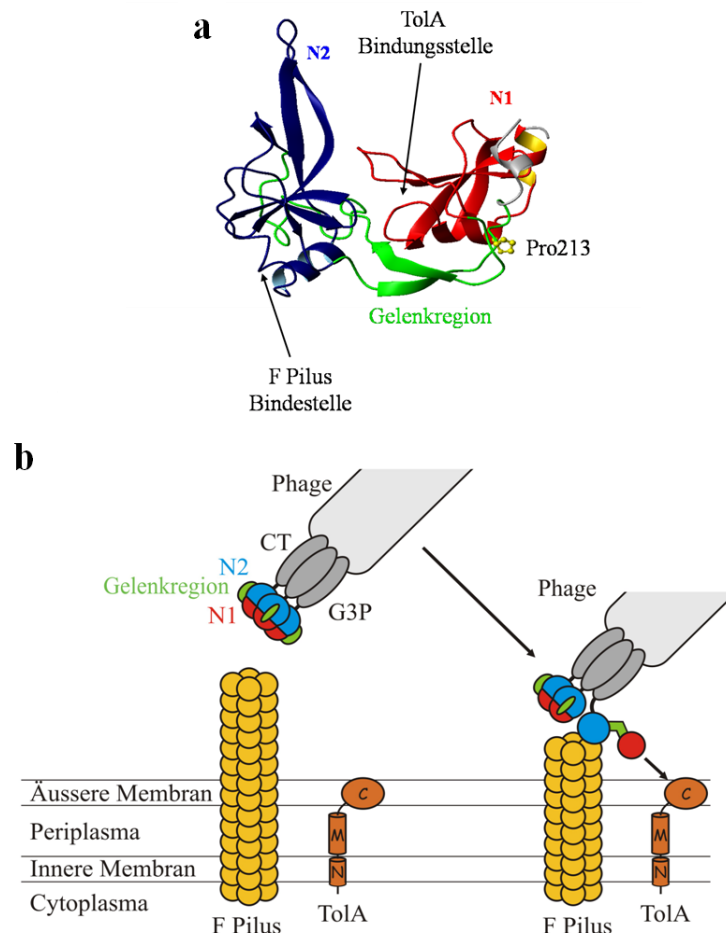 a
TolA
Bindungsstelle
N2
N1
Pro213
Gelenkregion
F Pilus
Bindestelle
b
Phage
CT
N2
Gelenkregion
N1
G3P
Phage
Äussere Membran
C
C
Periplasma
M
M
Innere Membran
N
N
Cytoplasma
F Pilus
TolA
F Pilus
TolA